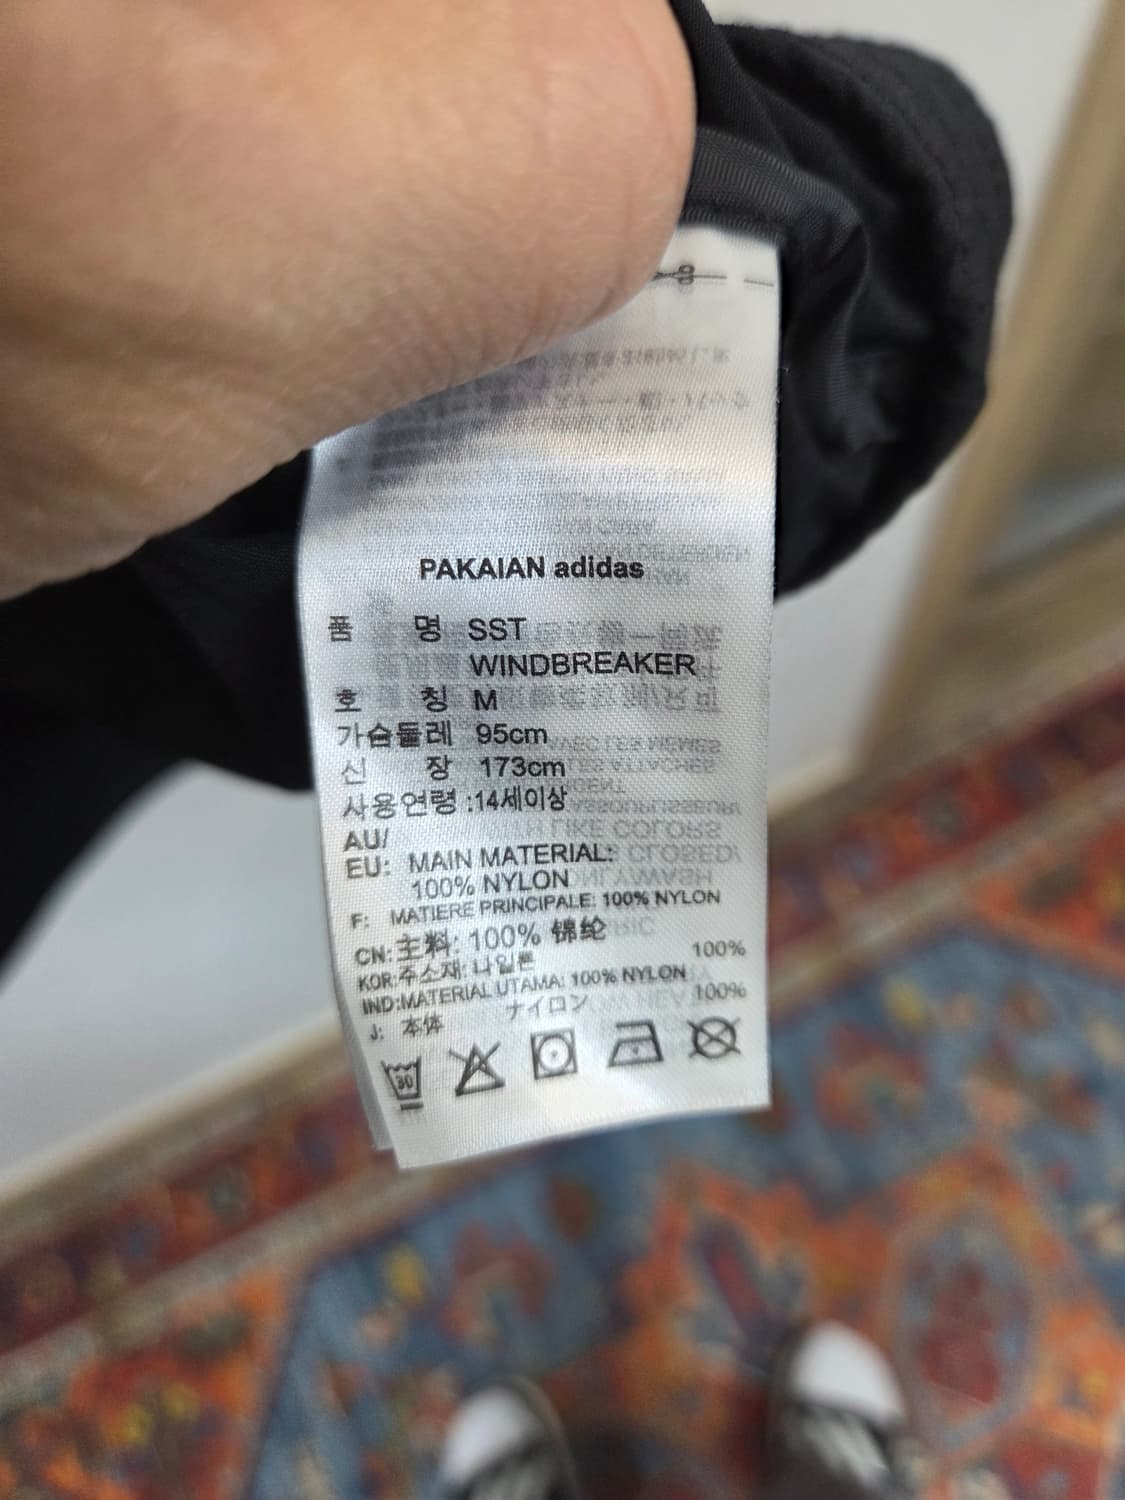 PAKAIAN adidas
품 명 SST
WINDBREAKER
호 칭 M
가슴둘레 95cm
신 장 173cm
사용연령 :14세이상
AU/
EU: MAIN MATERIAL:
100% NYLON
F: MATIERE PRINCIPALE: 100% NYLON
CN:主料: 100% 锦纶
KOR:주소재: 나일론 100%
IND:MATERIAL UTAMA: 100% NYLON
J: 本体 ナイロン 100%
30